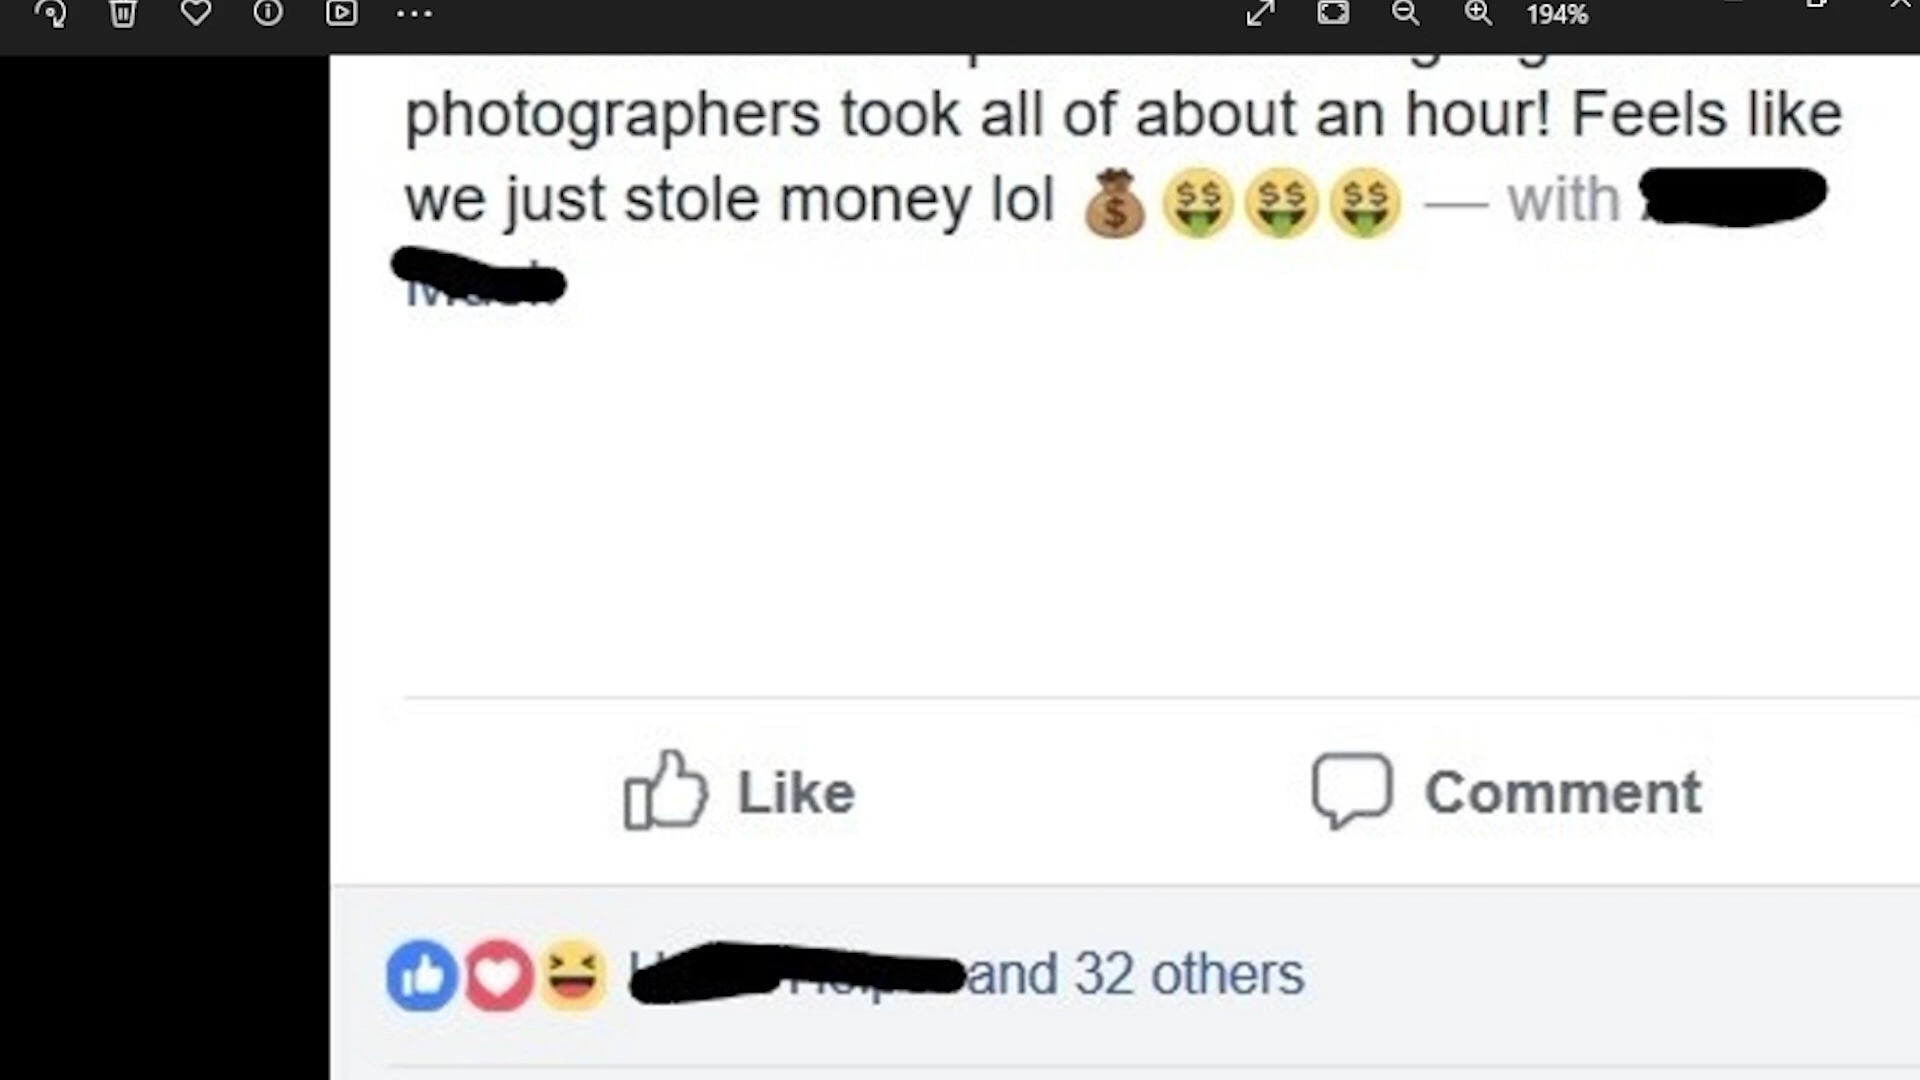 194%
photographers took all of about an hour! Feels like
we just stole money lol 💰🤑🤑🤑 — with
Like
Comment
and 32 others